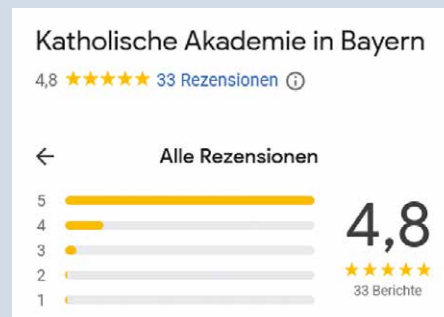 Katholische Akademie in Bayern
4,8 33 Rezensionen
Alle Rezensionen
5
4
3
2
1
4,8
33 Berichte